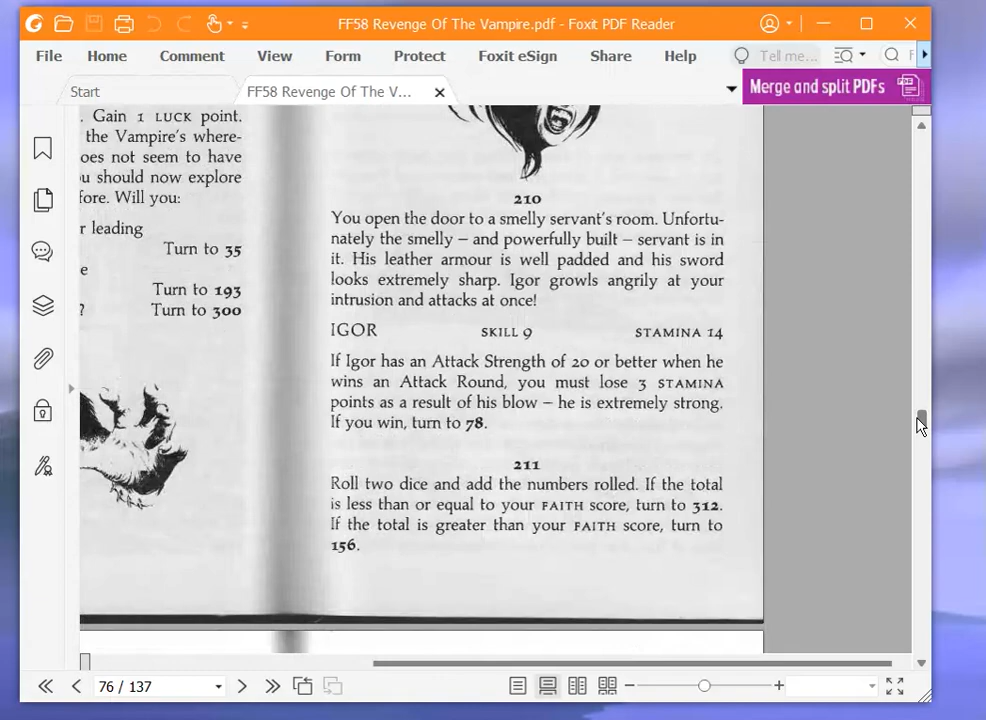 FF58 Revenge Of The Vampire.pdf - Foxit PDF Reader
File Home Comment View Form Protect Foxit eSign Share Help Tell me... F
Start FF58 Revenge Of The V... Merge and split PDFs
. Gain 1 LUCK point.
the Vampire's where-
oes not seem to have
u should now explore
fore. Will you:
r leading
Turn to 35
e
Turn to 193
? Turn to 300
210
You open the door to a smelly servant's room. Unfortu-
nately the smelly – and powerfully built – servant is in
it. His leather armour is well padded and his sword
looks extremely sharp. Igor growls angrily at your
intrusion and attacks at once!
IGOR SKILL 9 STAMINA 14
If Igor has an Attack Strength of 20 or better when he
wins an Attack Round, you must lose 3 STAMINA
points as a result of his blow – he is extremely strong.
If you win, turn to 78.
211
Roll two dice and add the numbers rolled. If the total
is less than or equal to your FAITH score, turn to 312.
If the total is greater than your FAITH score, turn to
156.
76 / 137